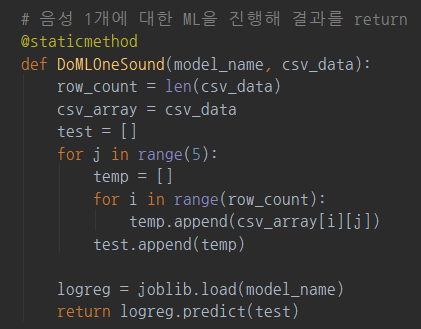 # 음성 1개에 대한 ML을 진행해 결과를 return
@staticmethod
def DoMLOneSound(model_name, csv_data):
    row_count = len(csv_data)
    csv_array = csv_data
    test = []
    for j in range(5):
        temp = []
        for i in range(row_count):
            temp.append(csv_array[i][j])
        test.append(temp)

    logreg = joblib.load(model_name)
    return logreg.predict(test)